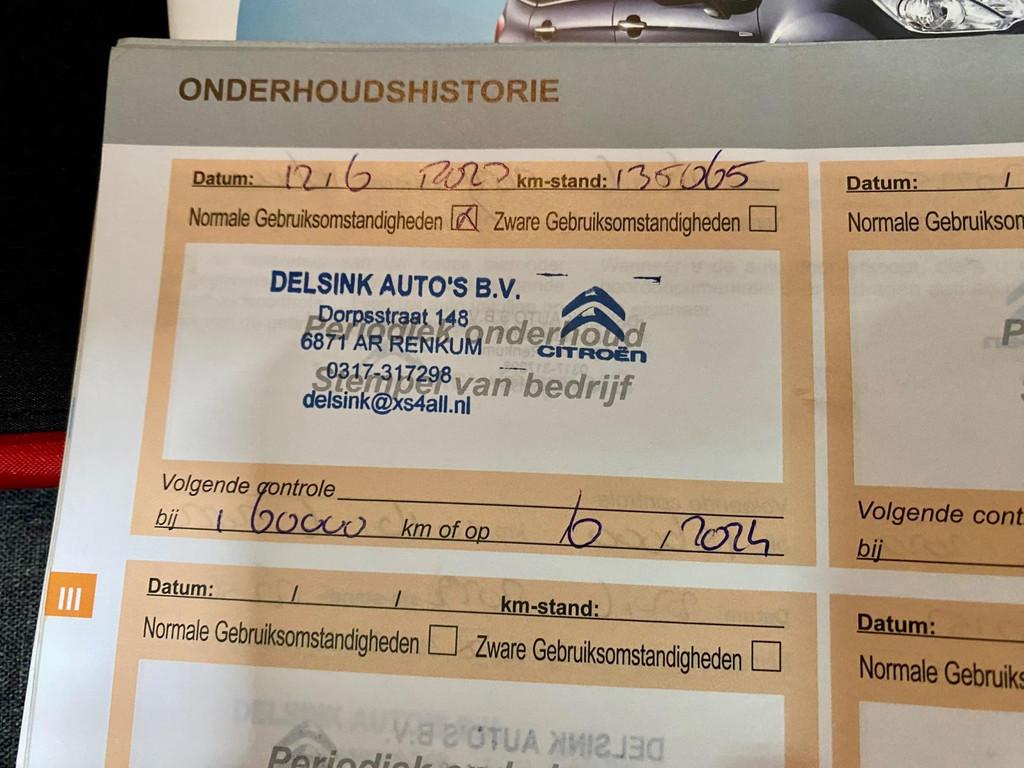 ONDERHOUDSHISTORIE
Datum: 12/6 /2023 km-stand: 135065
Normale Gebruiksomstandigheden Zware Gebruiksomstandigheden
DELSINK AUTO'S B.V.
Dorpsstraat 148
Periodiek onderhoud
6871 AR RENKUM
CITROËN
0317-317298
Stempel van bedrijf
delsink@xs4all.nl
Volgende controle
bij 160000 km of op 6 / 2024
Datum: /
Normale Gebruikson
P
Volgende cont
bij
III
Datum: / / km-stand:
Normale Gebruiksomstandigheden Zware Gebruiksomstandigheden
Datum:
Normale Gebruiks